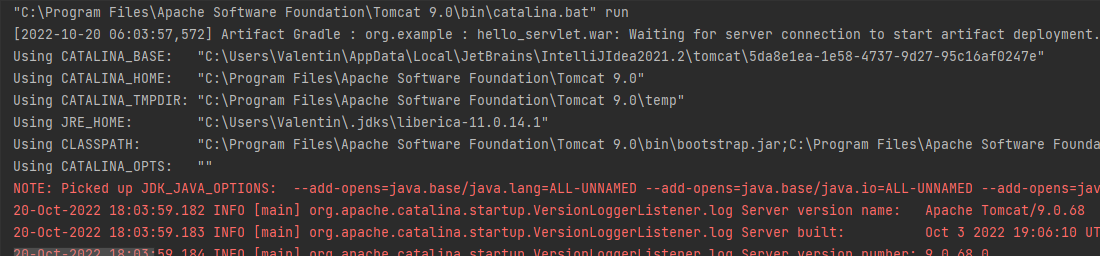 "C:\Program Files\Apache Software Foundation\Tomcat 9.0\bin\catalina.bat" run
[2022-10-20 06:03:57,572] Artifact Gradle : org.example : hello_servlet.war: Waiting for server connection to start artifact deployment.
Using CATALINA_BASE:   "C:\Users\Valentin\AppData\Local\JetBrains\IntelliJIdea2021.2\tomcat\5da8e1ea-1e58-4737-9d27-95c16af0247e"
Using CATALINA_HOME:   "C:\Program Files\Apache Software Foundation\Tomcat 9.0"
Using CATALINA_TMPDIR: "C:\Program Files\Apache Software Foundation\Tomcat 9.0\temp"
Using JRE_HOME:        "C:\Users\Valentin\.jdks\liberica-11.0.14.1"
Using CLASSPATH:       "C:\Program Files\Apache Software Foundation\Tomcat 9.0\bin\bootstrap.jar;C:\Program Files\Apache Software Founda
Using CATALINA_OPTS:   ""
NOTE: Picked up JDK_JAVA_OPTIONS:  --add-opens=java.base/java.lang=ALL-UNNAMED --add-opens=java.base/java.io=ALL-UNNAMED --add-opens=jav
20-Oct-2022 18:03:59.182 INFO [main] org.apache.catalina.startup.VersionLoggerListener.log Server version name:   Apache Tomcat/9.0.68
20-Oct-2022 18:03:59.183 INFO [main] org.apache.catalina.startup.VersionLoggerListener.log Server built:          Oct 3 2022 19:06:10 UT
20-Oct-2022 18:03:59.184 INFO [main] org.apache.catalina.startup.VersionLoggerListener.log Server version number: 9.0.68.0